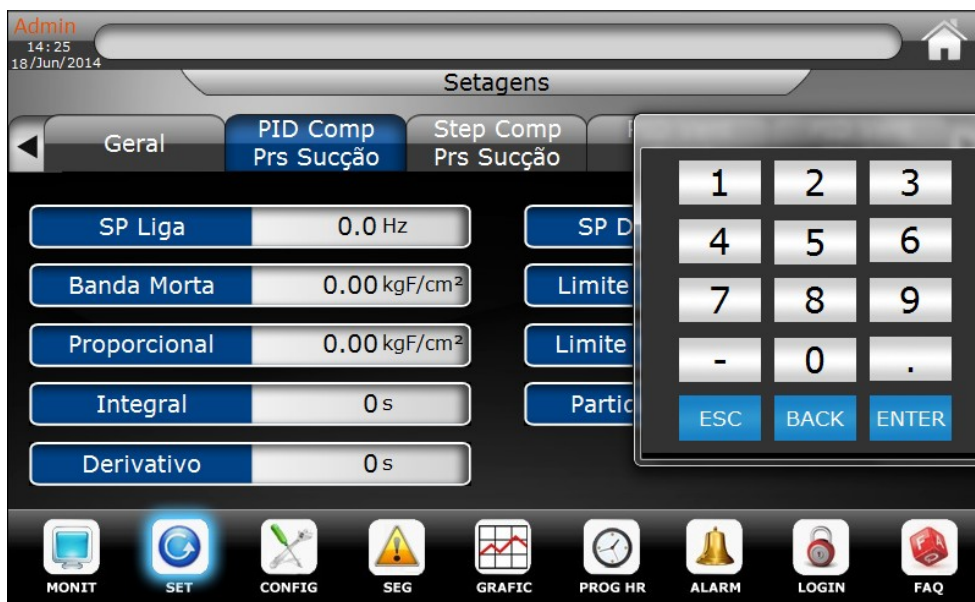 Admin
14:25
18/Jun/2014
Setagens
Geral
PID Comp
Prs Sucção
Step Comp
Prs Sucção
SP Liga
0.0 Hz
SP D
Banda Morta
0.00 kgF/cm²
Limite
Proporcional
0.00 kgF/cm²
Limite
Integral
0 s
Partic
Derivativo
0 s
1 2 3
4 5 6
7 8 9
- 0 .
ESC BACK ENTER
MONIT SET CONFIG SEG GRAFIC PROG HR ALARM LOGIN FAQ